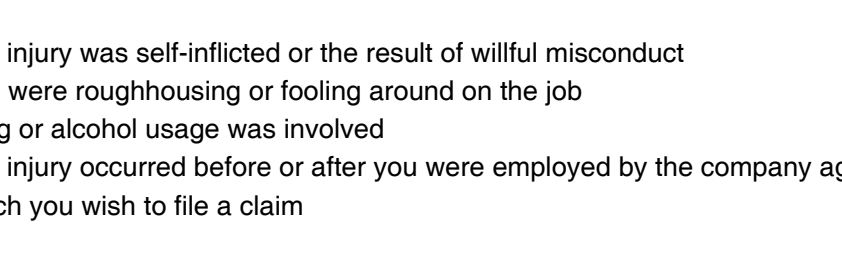 injury was self-inflicted or the result of willful misconduct
were roughhousing or fooling around on the job
or alcohol usage was involved
injury occurred before or after you were employed by the company
you wish to file a claim